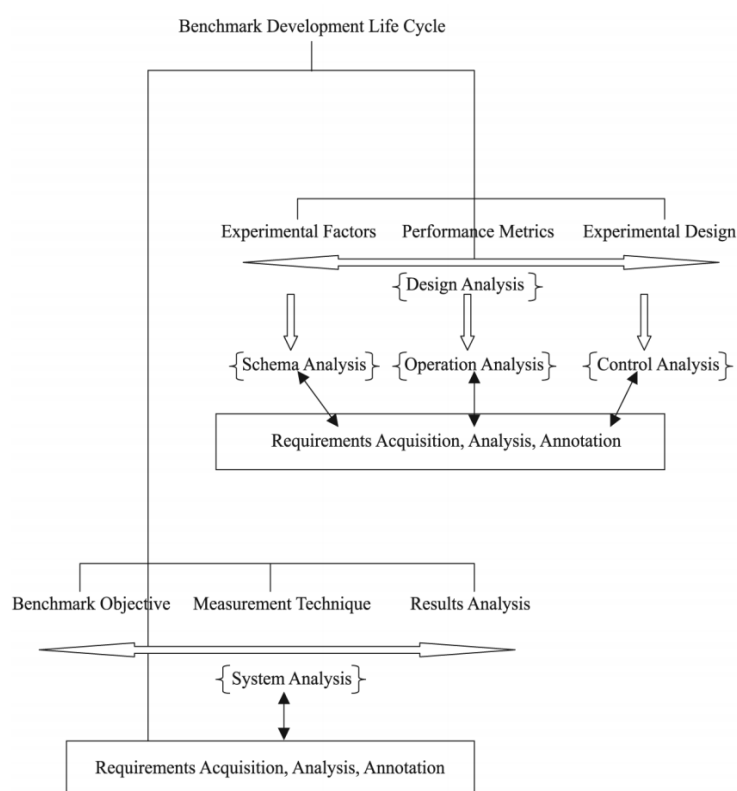 Benchmark Development Life Cycle
Experimental Factors Performance Metrics Experimental Design
{Design Analysis }
{Schema Analysis} {Operation Analysis} {Control Analysis}
Requirements Acquisition, Analysis, Annotation
Benchmark Objective Measurement Technique Results Analysis
{System Analysis}
Requirements Acquisition, Analysis, Annotation